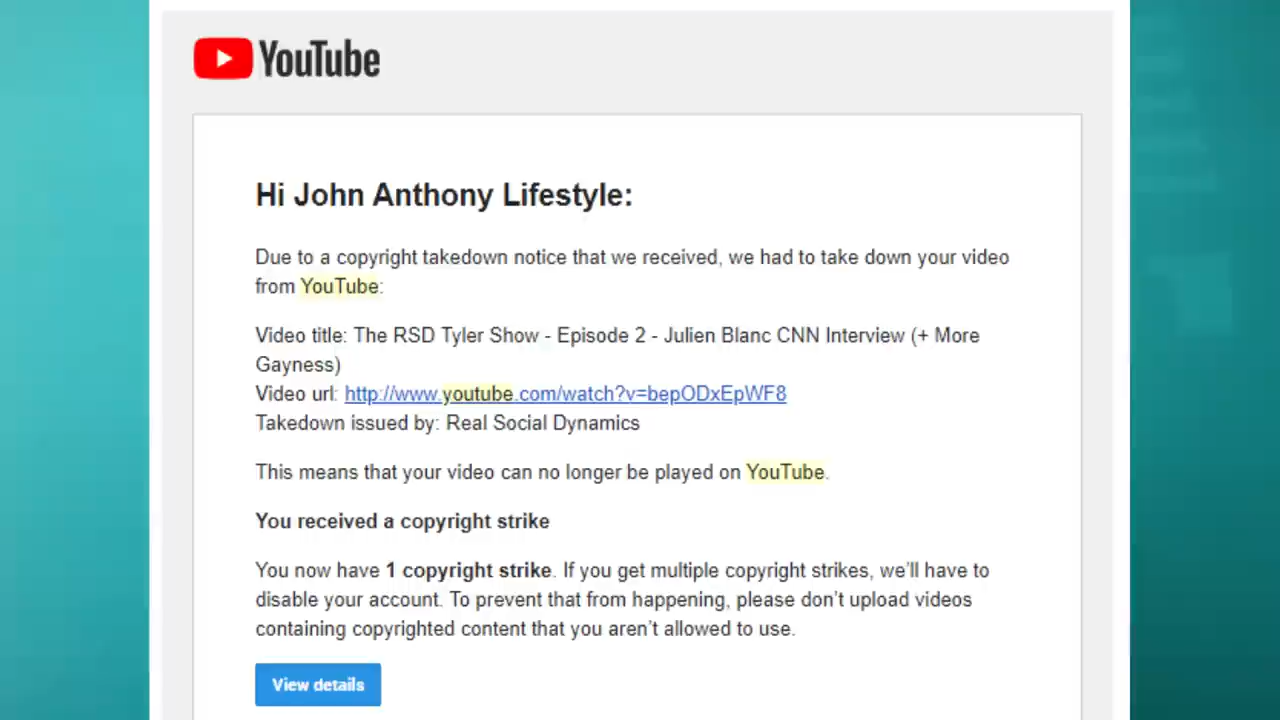 YouTube
Hi John Anthony Lifestyle:
Due to a copyright takedown notice that we received, we had to take down your video
from YouTube:
Video title: The RSD Tyler Show - Episode 2 - Julien Blanc CNN Interview (+ More
Gayness)
Video url: http://www.youtube.com/watch?v=bepODxEpWF8
Takedown issued by: Real Social Dynamics
This means that your video can no longer be played on YouTube.
You received a copyright strike
You now have 1 copyright strike. If you get multiple copyright strikes, we’ll have to
disable your account. To prevent that from happening, please don’t upload videos
containing copyrighted content that you aren’t allowed to use.
View details